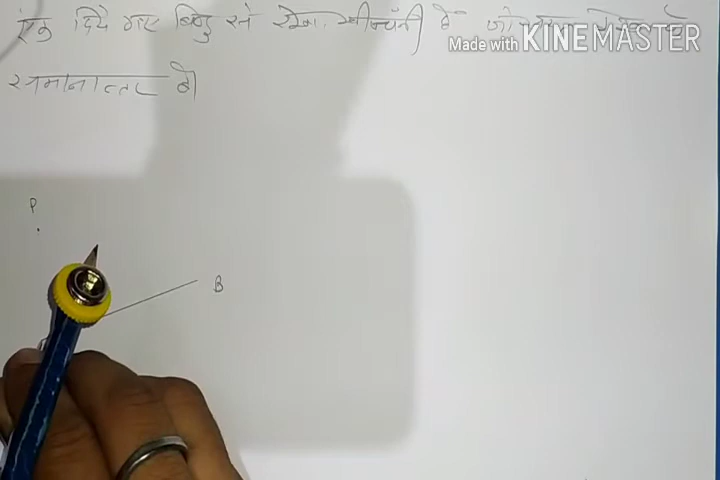 एक दिये गए बिंदु से रेखा खींचनी है जो
समानान्तर हो
Made with KINEMASTER
P
B